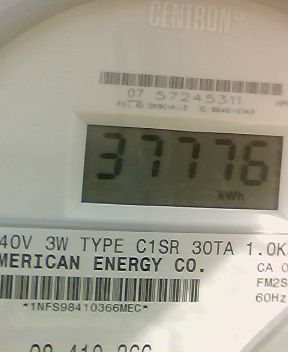 CENTRON
07 57245311
37776
kWh
40V 3W TYPE C1SR 30TA 1.0K
MERICAN ENERGY CO.
CA 0
FM2S
60Hz
*1NFS98410366MEC*